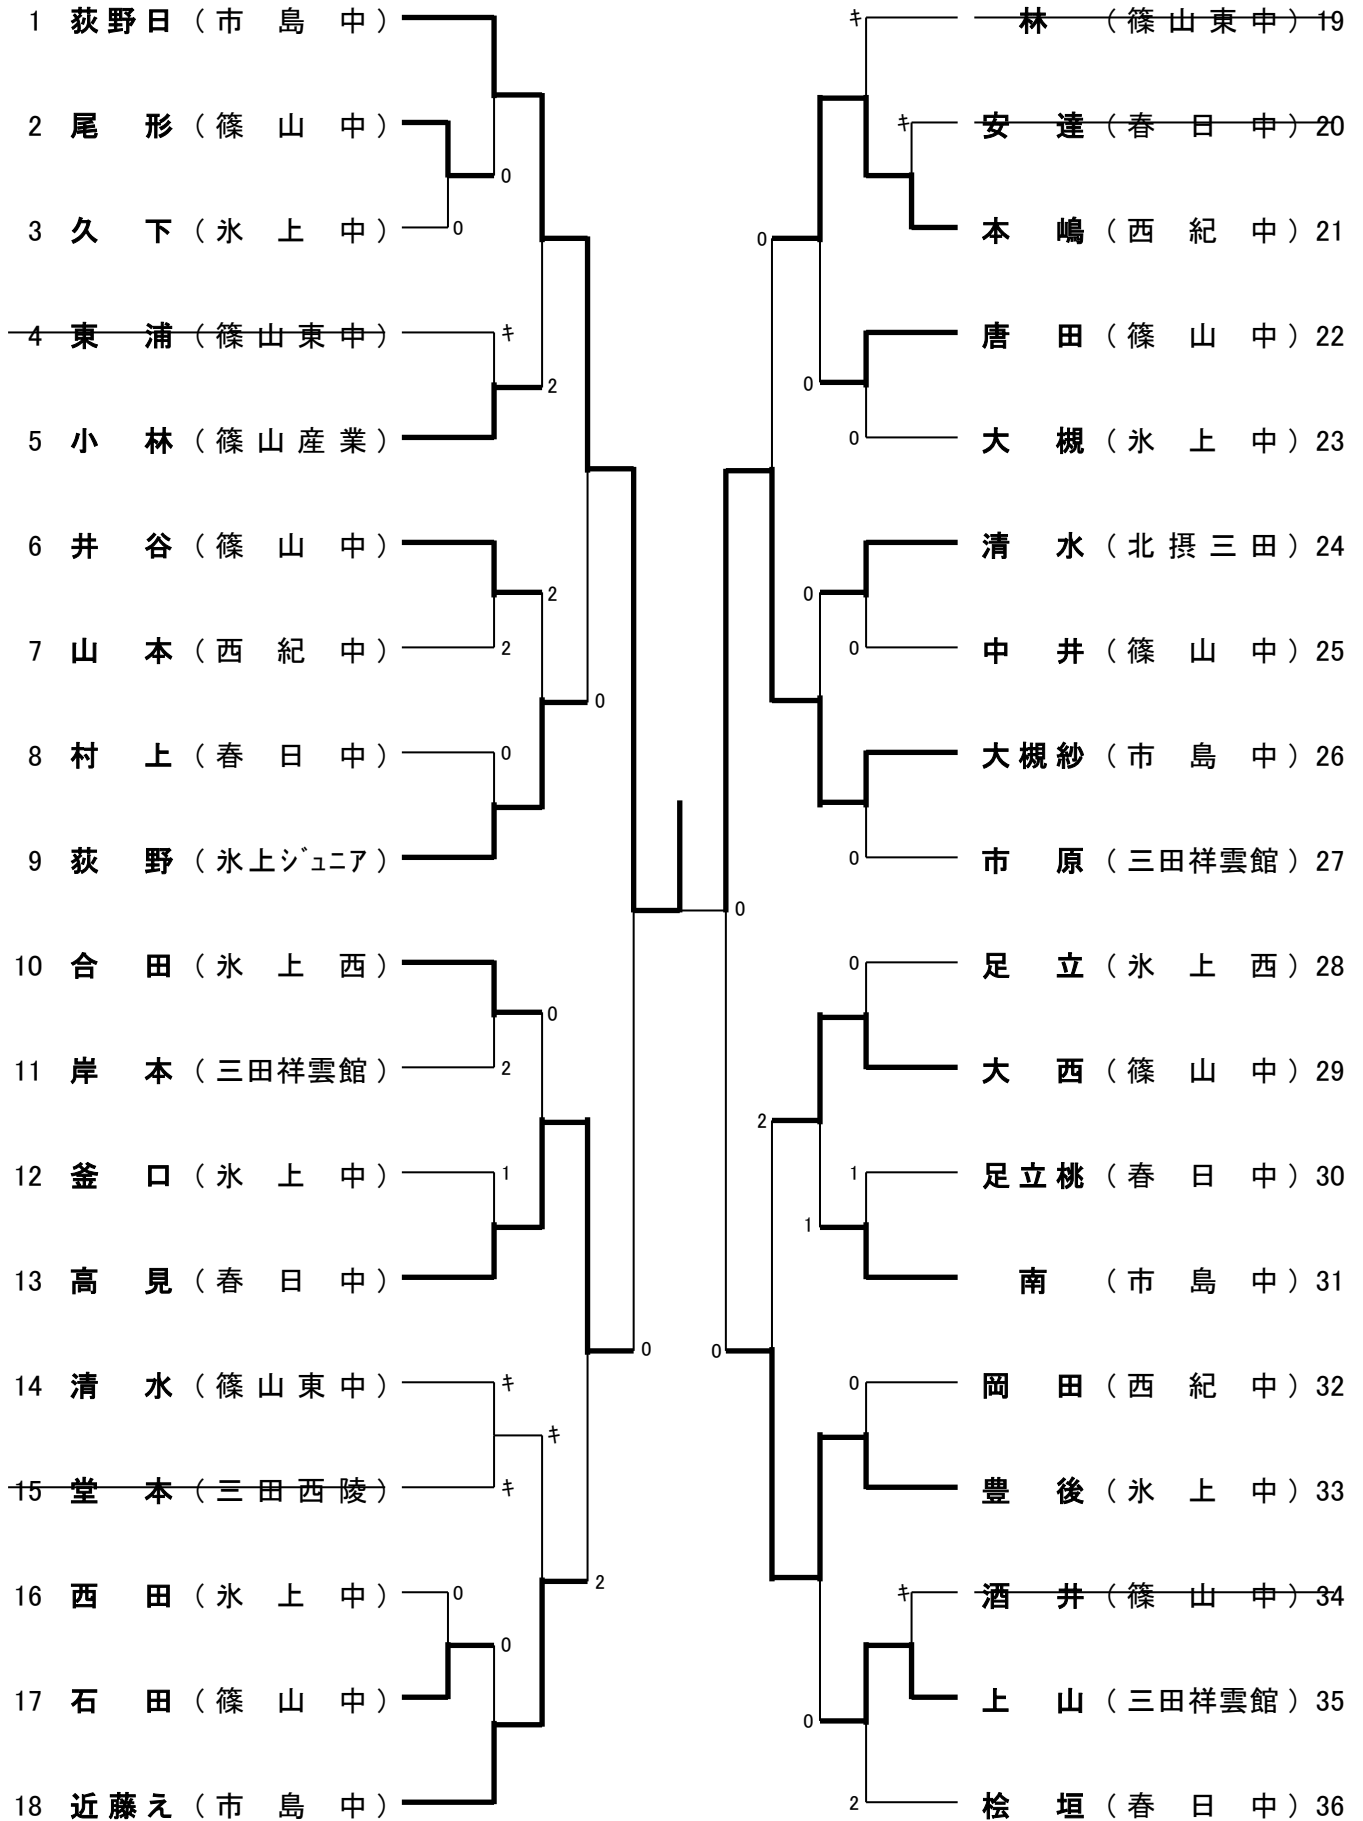 1 荻野日（市島中）
2 尾形（篠山中）
0
3 久下（氷上中）
0
4 東浦（篠山東中）
キ
2
5 小林（篠山産業）
6 井谷（篠山中）
2
7 山本（西紀中）
2
0
8 村上（春日中）
0
9 荻野（氷上ジュニア）
10 合田（氷上西）
0
11 岸本（三田祥雲館）
2
12 釜口（氷上中）
1
13 高見（春日中）
0
14 清水（篠山東中）
キ
キ
15 堂本（三田西陵）
キ
2
16 西田（氷上中）
0
0
17 石田（篠山中）
18 近藤え（市島中）
キ
林（篠山東中）19
キ
安達（春日中）20
本嶋（西紀中）21
0
唐田（篠山中）22
0
0
大槻（氷上中）23
清水（北摂三田）24
0
0
中井（篠山中）25
大槻紗（市島中）26
0
市原（三田祥雲館）27
0
0
足立（氷上西）28
大西（篠山中）29
2
1
足立桃（春日中）30
1
南（市島中）31
0
0
岡田（西紀中）32
豊後（氷上中）33
キ
酒井（篠山中）34
上山（三田祥雲館）35
0
2
桧垣（春日中）36